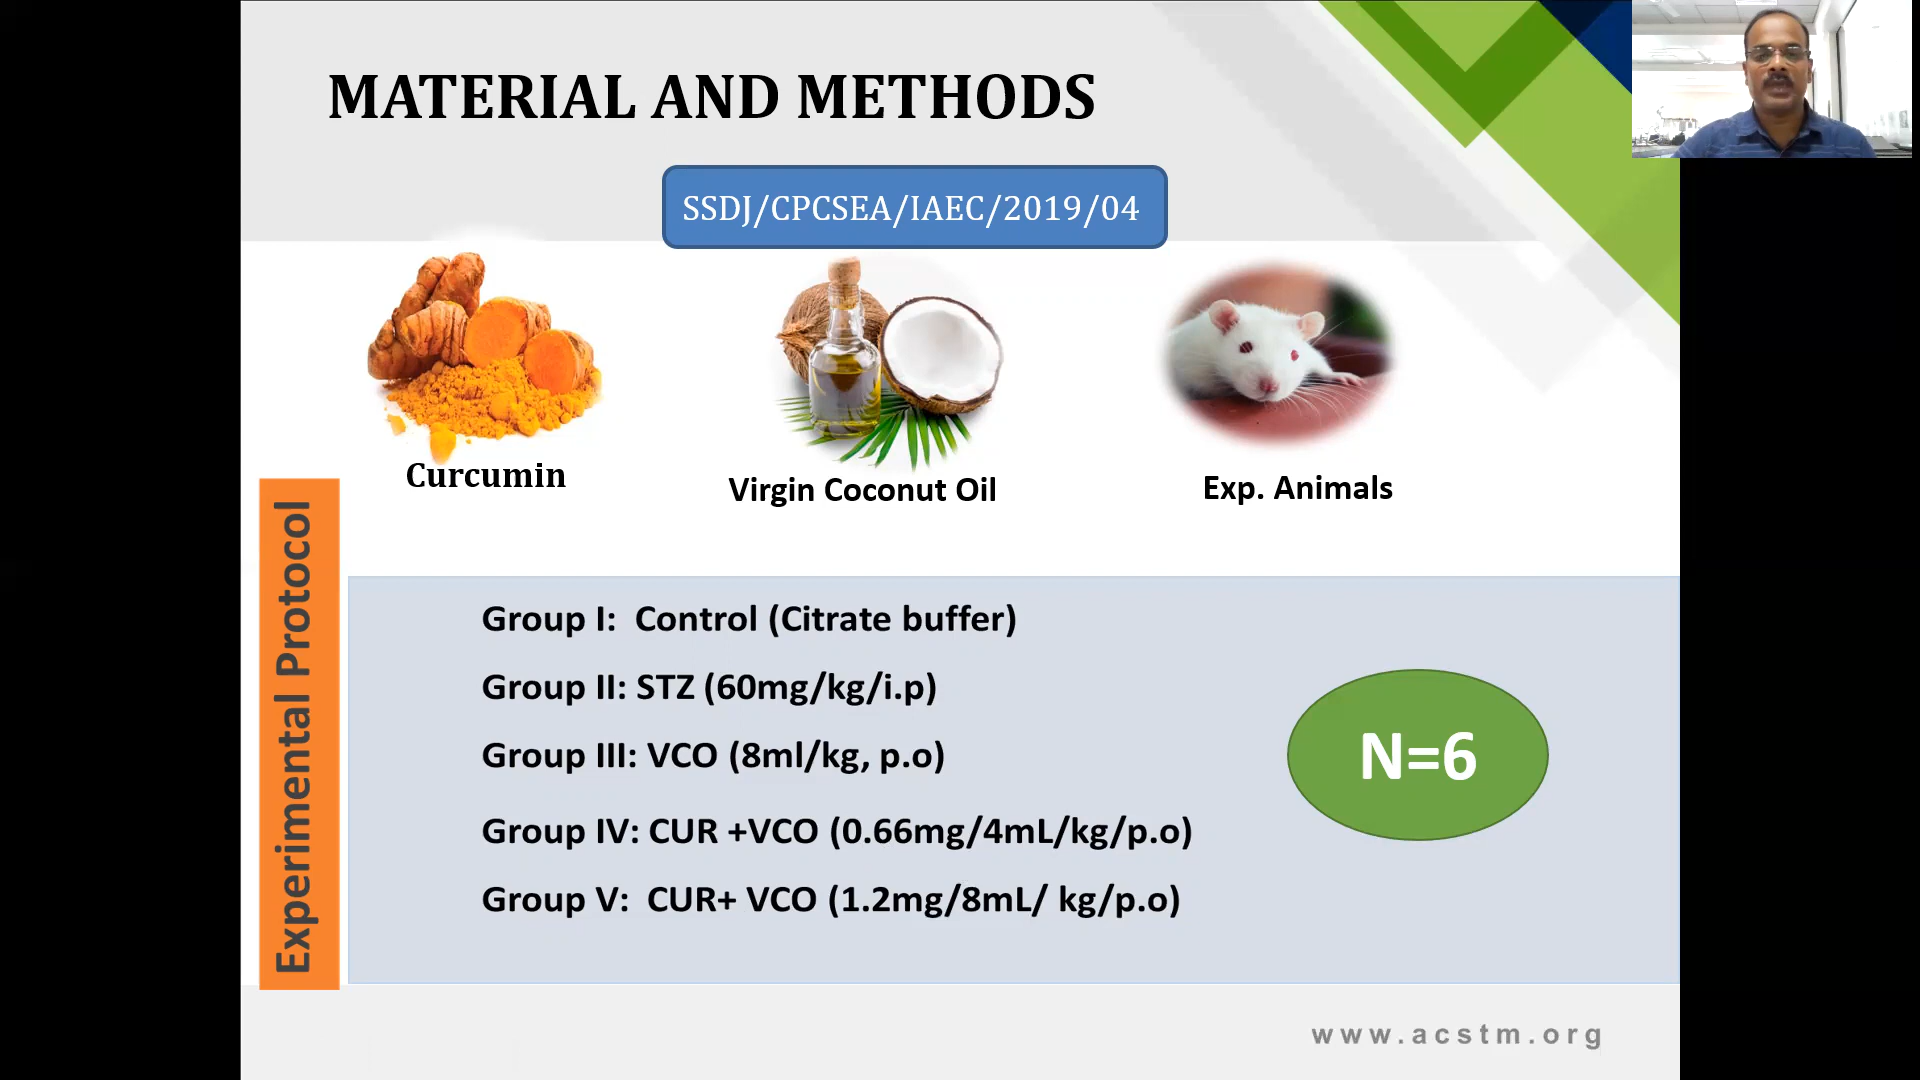 MATERIAL AND METHODS
SSDJ/CPCSEA/IAEC/2019/04
Curcumin
Virgin Coconut Oil
Exp. Animals
Experimental Protocol
Group I:  Control (Citrate buffer)
Group II: STZ (60mg/kg/i.p)
Group III: VCO (8ml/kg, p.o)
Group IV: CUR +VCO (0.66mg/4mL/kg/p.o)
Group V:  CUR+ VCO (1.2mg/8mL/ kg/p.o)
N=6
www.acstm.org